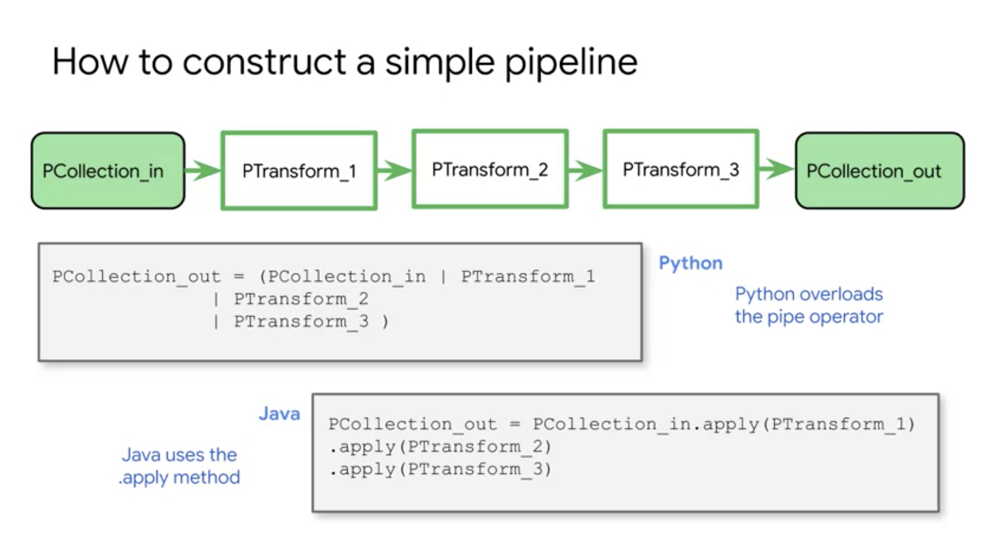 How to construct a simple pipeline
PCollection_in
PTransform_1
PTransform_2
PTransform_3
PCollection_out
PCollection_out = (PCollection_in | PTransform_1
| PTransform_2
| PTransform_3 )
Python
Python overloads
the pipe operator
Java
Java uses the
.apply method
PCollection_out = PCollection_in.apply(PTransform_1)
.apply(PTransform_2)
.apply(PTransform_3)